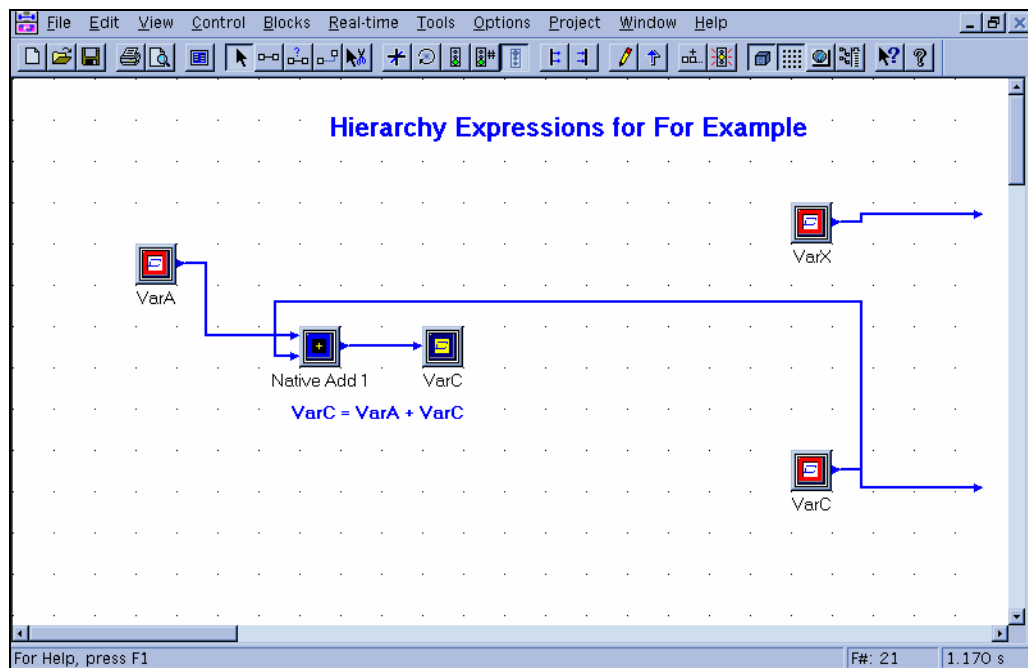 File Edit View Control Blocks Real-time Tools Options Project Window Help
Hierarchy Expressions for For Example
VarX
VarA
Native Add 1 VarC
VarC = VarA + VarC
VarC
For Help, press F1 F#: 21 1.170 s